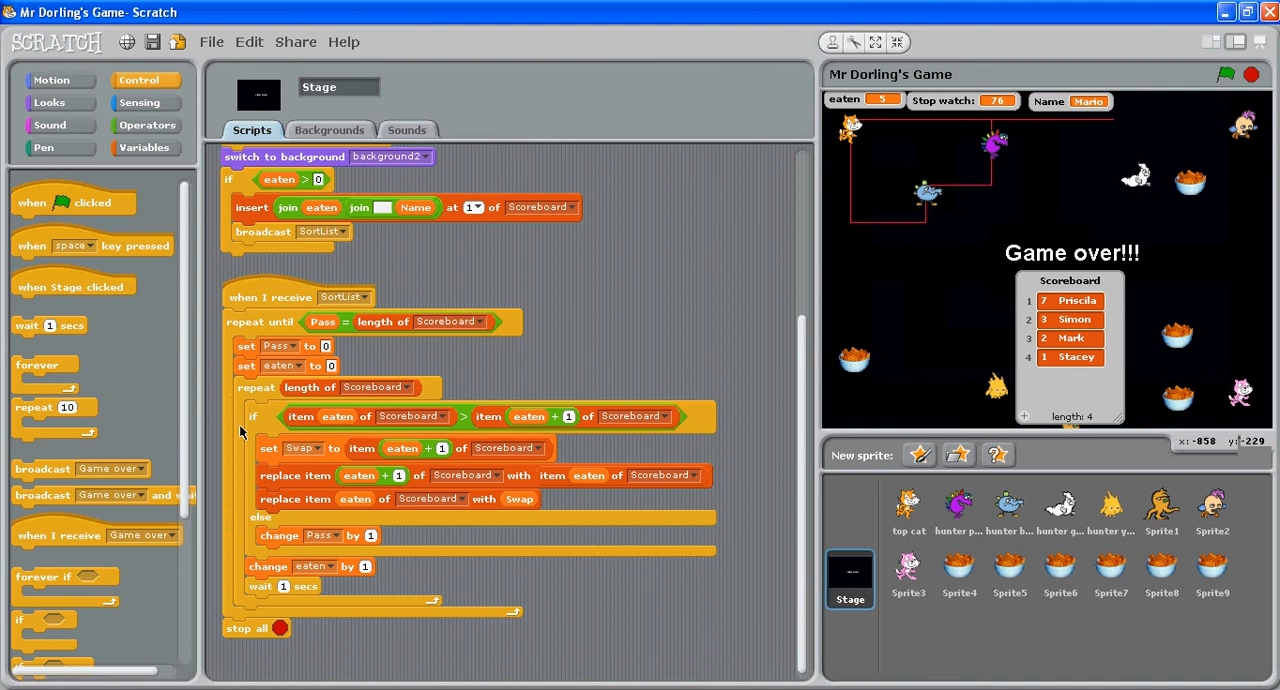 Mr Dorling's Game- Scratch
SCRATCH File Edit Share Help
Motion Control
Looks Sensing
Sound Operators
Pen Variables
when clicked
when space key pressed
when Stage clicked
wait 1 secs
forever
repeat 10
broadcast Game over
broadcast Game over and wait
when I receive Game over
forever if
if
Stage
Scripts Backgrounds Sounds
switch to background background2
if eaten > 0
insert join eaten join Name at 1 of Scoreboard
broadcast SortList
when I receive SortList
repeat until Pass = length of Scoreboard
set Pass to 0
set eaten to 0
repeat length of Scoreboard
if item eaten of Scoreboard > item eaten + 1 of Scoreboard
set Swap to item eaten + 1 of Scoreboard
replace item eaten + 1 of Scoreboard with item eaten of Scoreboard
replace item eaten of Scoreboard with Swap
else
change Pass by 1
change eaten by 1
wait 1 secs
stop all
Mr Dorling's Game
eaten 5 Stop watch: 76 Name Mario
Game over!!!
Scoreboard
1 7 Priscila
2 3 Simon
3 2 Mark
4 1 Stacey
+ length: 4
x: -858 y: -229
New sprite:
top cat hunter p... hunter b... hunter g... hunter y... Sprite1 Sprite2
Sprite3 Sprite4 Sprite5 Sprite6 Sprite7 Sprite8 Sprite9
Stage